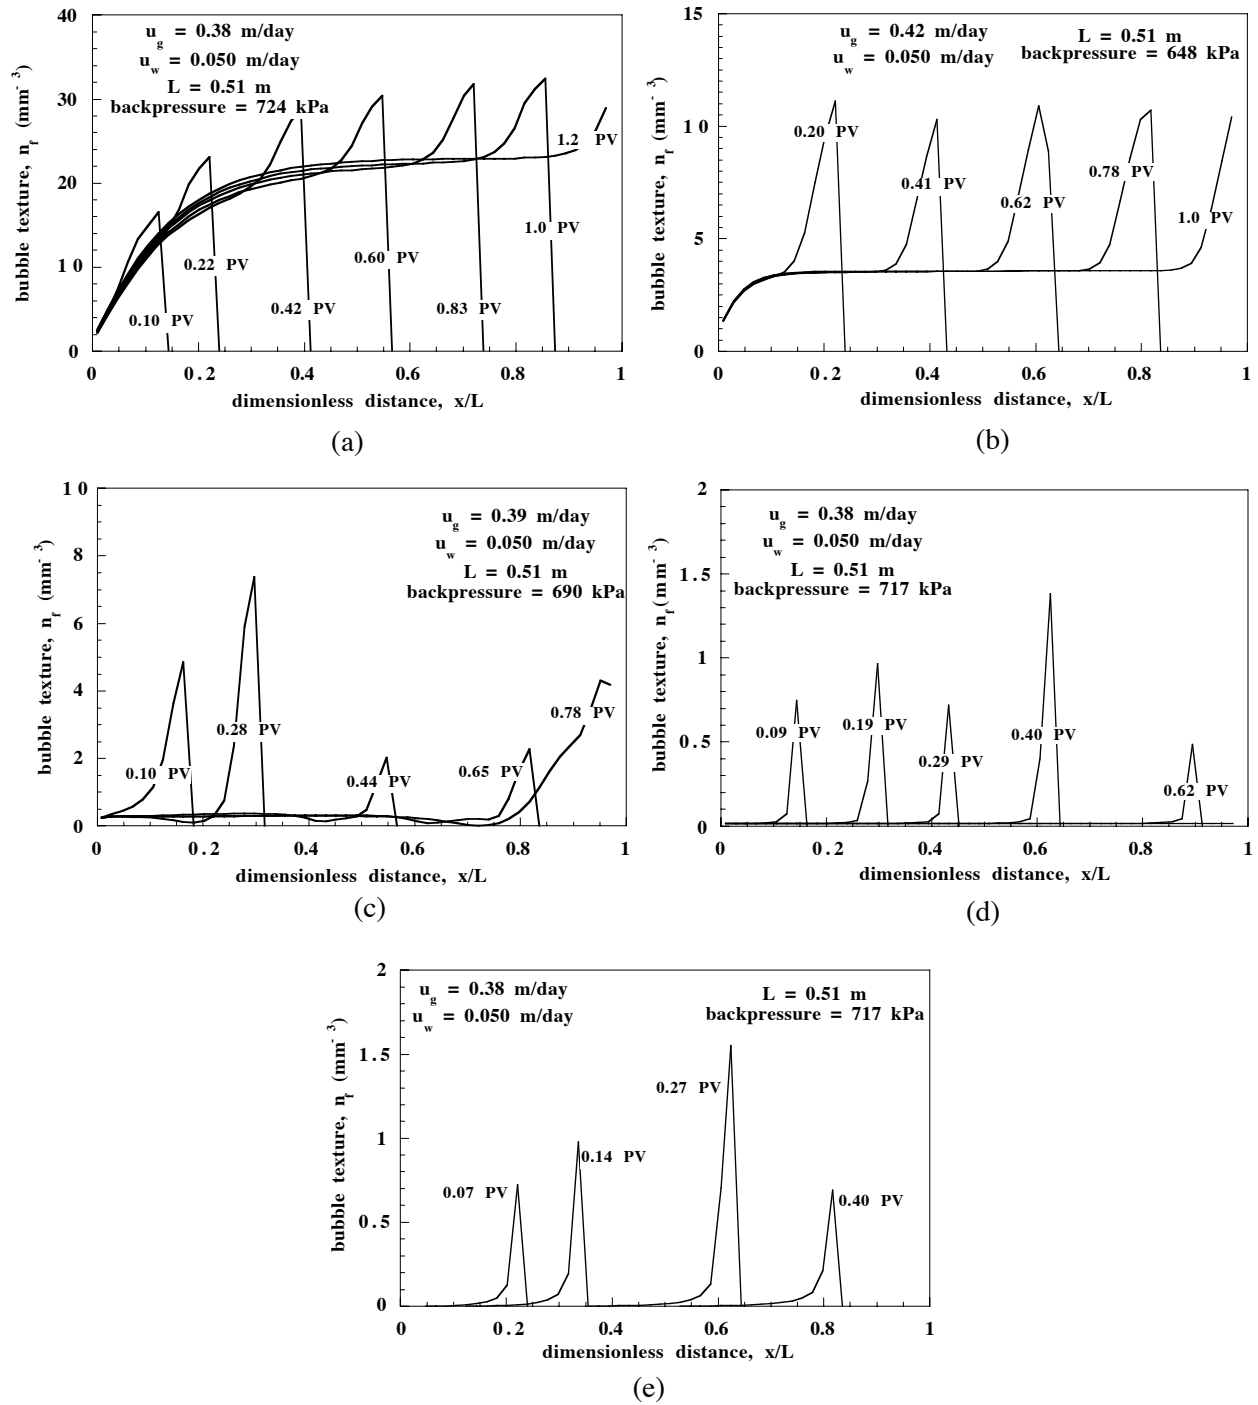 40
30
20
10
0
bubble texture, n_f (mm^-3)
u_g = 0.38 m/day
u_w = 0.050 m/day
L = 0.51 m
backpressure = 724 kPa
0.10 PV
0.22 PV
0.42 PV
0.60 PV
0.83 PV
1.0 PV
1.2 PV
0 0.2 0.4 0.6 0.8 1
dimensionless distance, x/L
(a)
15
10
5
0
bubble texture, n_f (mm^-3)
u_g = 0.42 m/day
u_w = 0.050 m/day
L = 0.51 m
backpressure = 648 kPa
0.20 PV
0.41 PV
0.62 PV
0.78 PV
1.0 PV
0 0.2 0.4 0.6 0.8 1
dimensionless distance, x/L
(b)
10
8
6
4
2
0
bubble texture, n_f (mm^-3)
u_g = 0.39 m/day
u_w = 0.050 m/day
L = 0.51 m
backpressure = 690 kPa
0.10 PV
0.28 PV
0.44 PV
0.65 PV
0.78 PV
0 0.2 0.4 0.6 0.8 1
dimensionless distance, x/L
(c)
2
1.5
1
0.5
0
bubble texture, n_f (mm^-3)
u_g = 0.38 m/day
u_w = 0.050 m/day
L = 0.51 m
backpressure = 717 kPa
0.09 PV
0.19 PV
0.29 PV
0.40 PV
0.62 PV
0 0.2 0.4 0.6 0.8 1
dimensionless distance, x/L
(d)
2
1.5
1
0.5
0
bubble texture, n_f (mm^-3)
u_g = 0.38 m/day
u_w = 0.050 m/day
L = 0.51 m
backpressure = 717 kPa
0.07 PV
0.14 PV
0.27 PV
0.40 PV
0 0.2 0.4 0.6 0.8 1
dimensionless distance, x/L
(e)